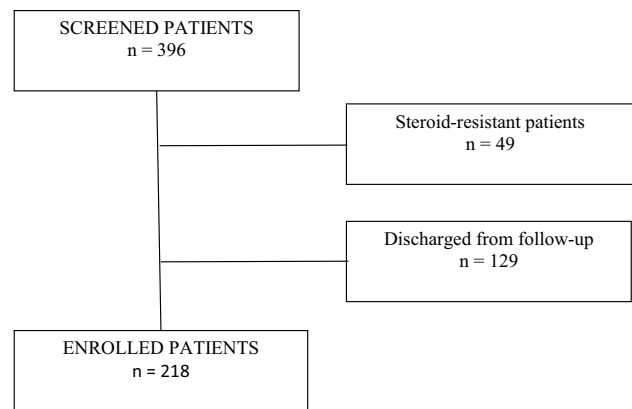 SCREENED PATIENTS
n = 396
Steroid-resistant patients
n = 49
Discharged from follow-up
n = 129
ENROLLED PATIENTS
n = 218